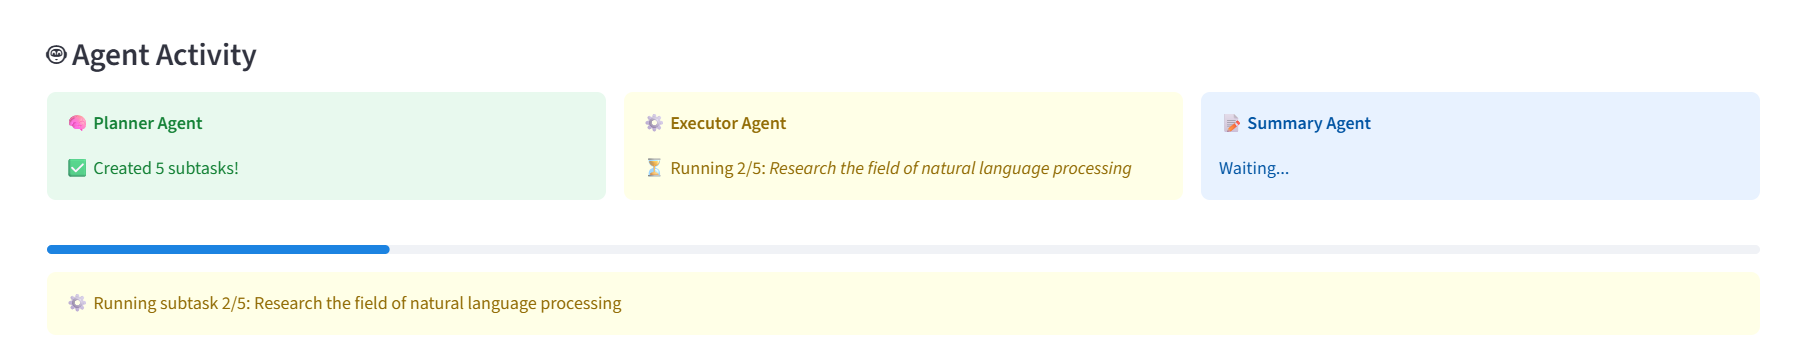 Agent Activity
🧠 Planner Agent
✅ Created 5 subtasks!
⚙️ Executor Agent
⏳ Running 2/5: Research the field of natural language processing
📝 Summary Agent
Waiting...
⚙️ Running subtask 2/5: Research the field of natural language processing